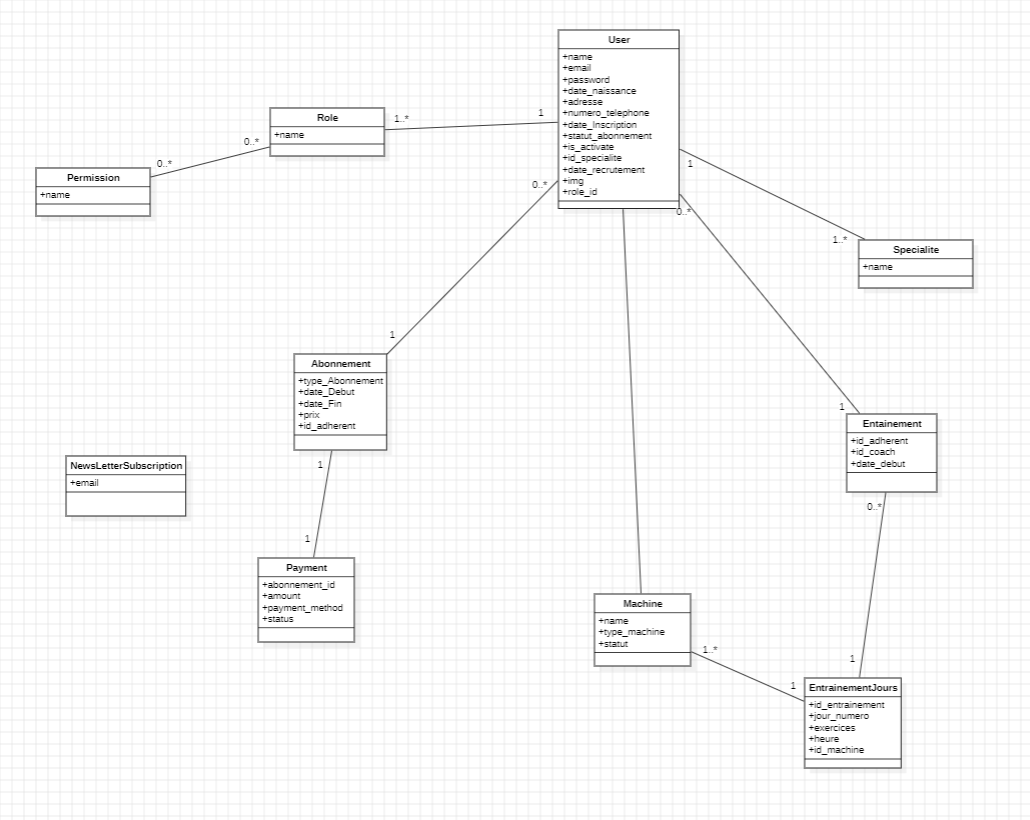 User
+name
+email
+password
+date_naissance
+adresse
+numero_telephone
+date_Inscription
+statut_abonnement
+is_activate
+id_specialite
+date_recrutement
+img
+role_id
Role
+name
1..*
1
0..*
0..*
Permission
+name
0..*
1
0..*
1..*
Specialite
+name
1
Abonnement
+type_Abonnement
+date_Debut
+date_Fin
+prix
+id_adherent
1
Entainement
+id_adherent
+id_coach
+date_debut
NewsLetterSubscription
+email
1
0..*
1
Payment
+abonnement_id
+amount
+payment_method
+status
Machine
+name
+type_machine
+statut
1..*
1
1
EntrainementJours
+id_entrainement
+jour_numero
+exercices
+heure
+id_machine